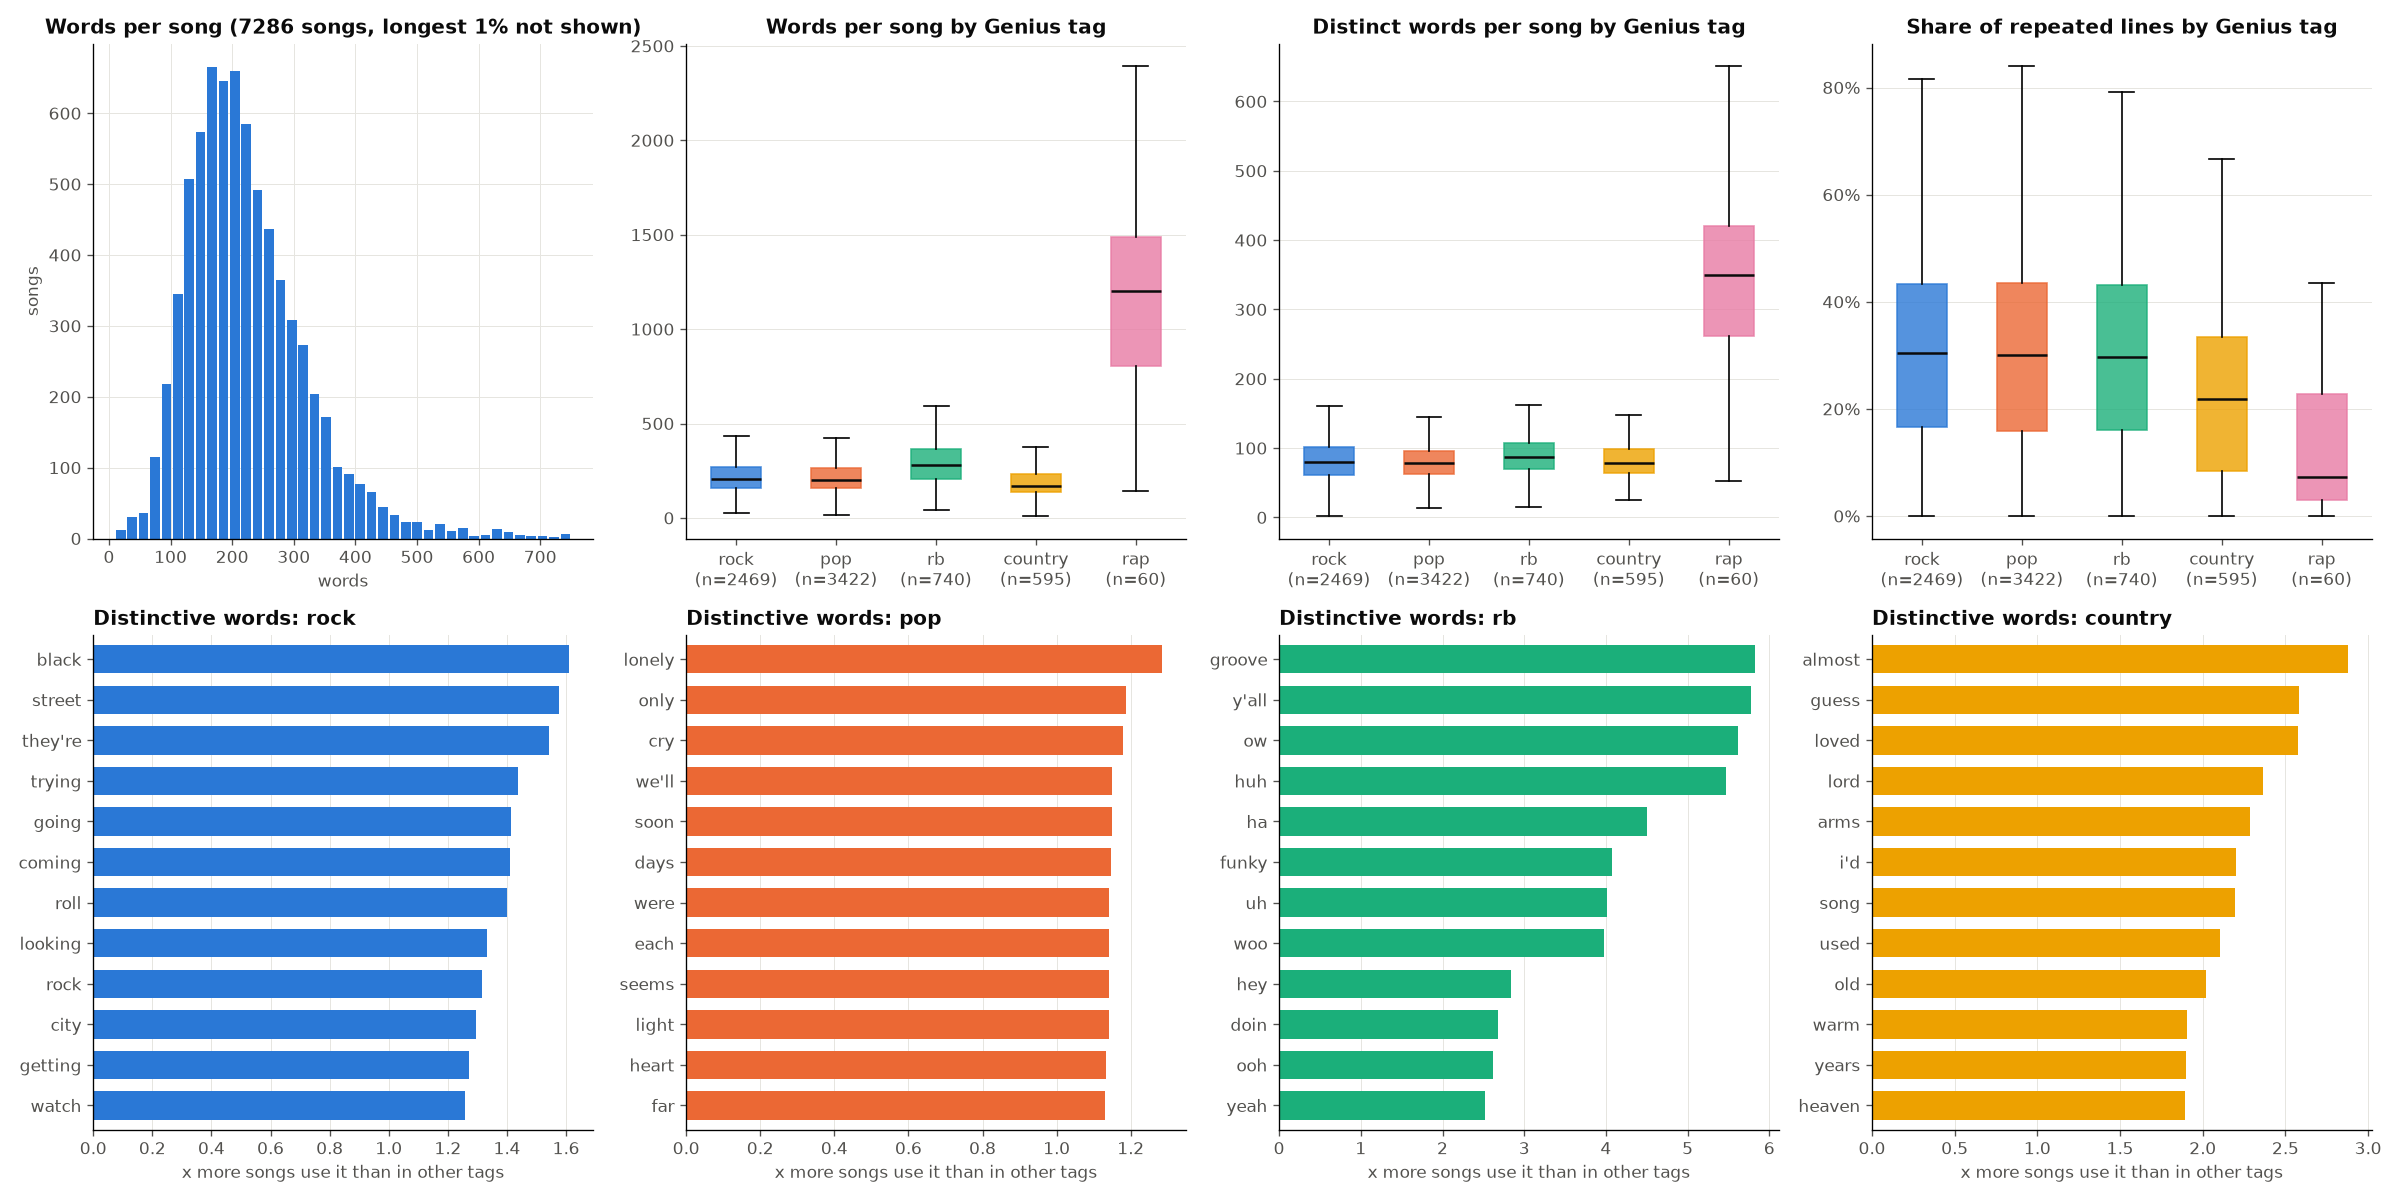 Words per song (7286 songs, longest 1% not shown)
songs
600
500
400
300
200
100
0
0 100 200 300 400 500 600 700
words
Words per song by Genius tag
2500
2000
1500
1000
500
0
rock pop rb country rap
(n=2469) (n=3422) (n=740) (n=595) (n=60)
Distinct words per song by Genius tag
600
500
400
300
200
100
0
rock pop rb country rap
(n=2469) (n=3422) (n=740) (n=595) (n=60)
Share of repeated lines by Genius tag
80%
60%
40%
20%
0%
rock pop rb country rap
(n=2469) (n=3422) (n=740) (n=595) (n=60)
Distinctive words: rock
black
street
they're
trying
going
coming
roll
looking
rock
city
getting
watch
0.0 0.2 0.4 0.6 0.8 1.0 1.2 1.4 1.6
x more songs use it than in other tags
Distinctive words: pop
lonely
only
cry
we'll
soon
days
were
each
seems
light
heart
far
0.0 0.2 0.4 0.6 0.8 1.0 1.2
x more songs use it than in other tags
Distinctive words: rb
groove
y'all
ow
huh
ha
funky
uh
woo
hey
doin
ooh
yeah
0 1 2 3 4 5 6
x more songs use it than in other tags
Distinctive words: country
almost
guess
loved
lord
arms
i'd
song
used
old
warm
years
heaven
0.0 0.5 1.0 1.5 2.0 2.5 3.0
x more songs use it than in other tags